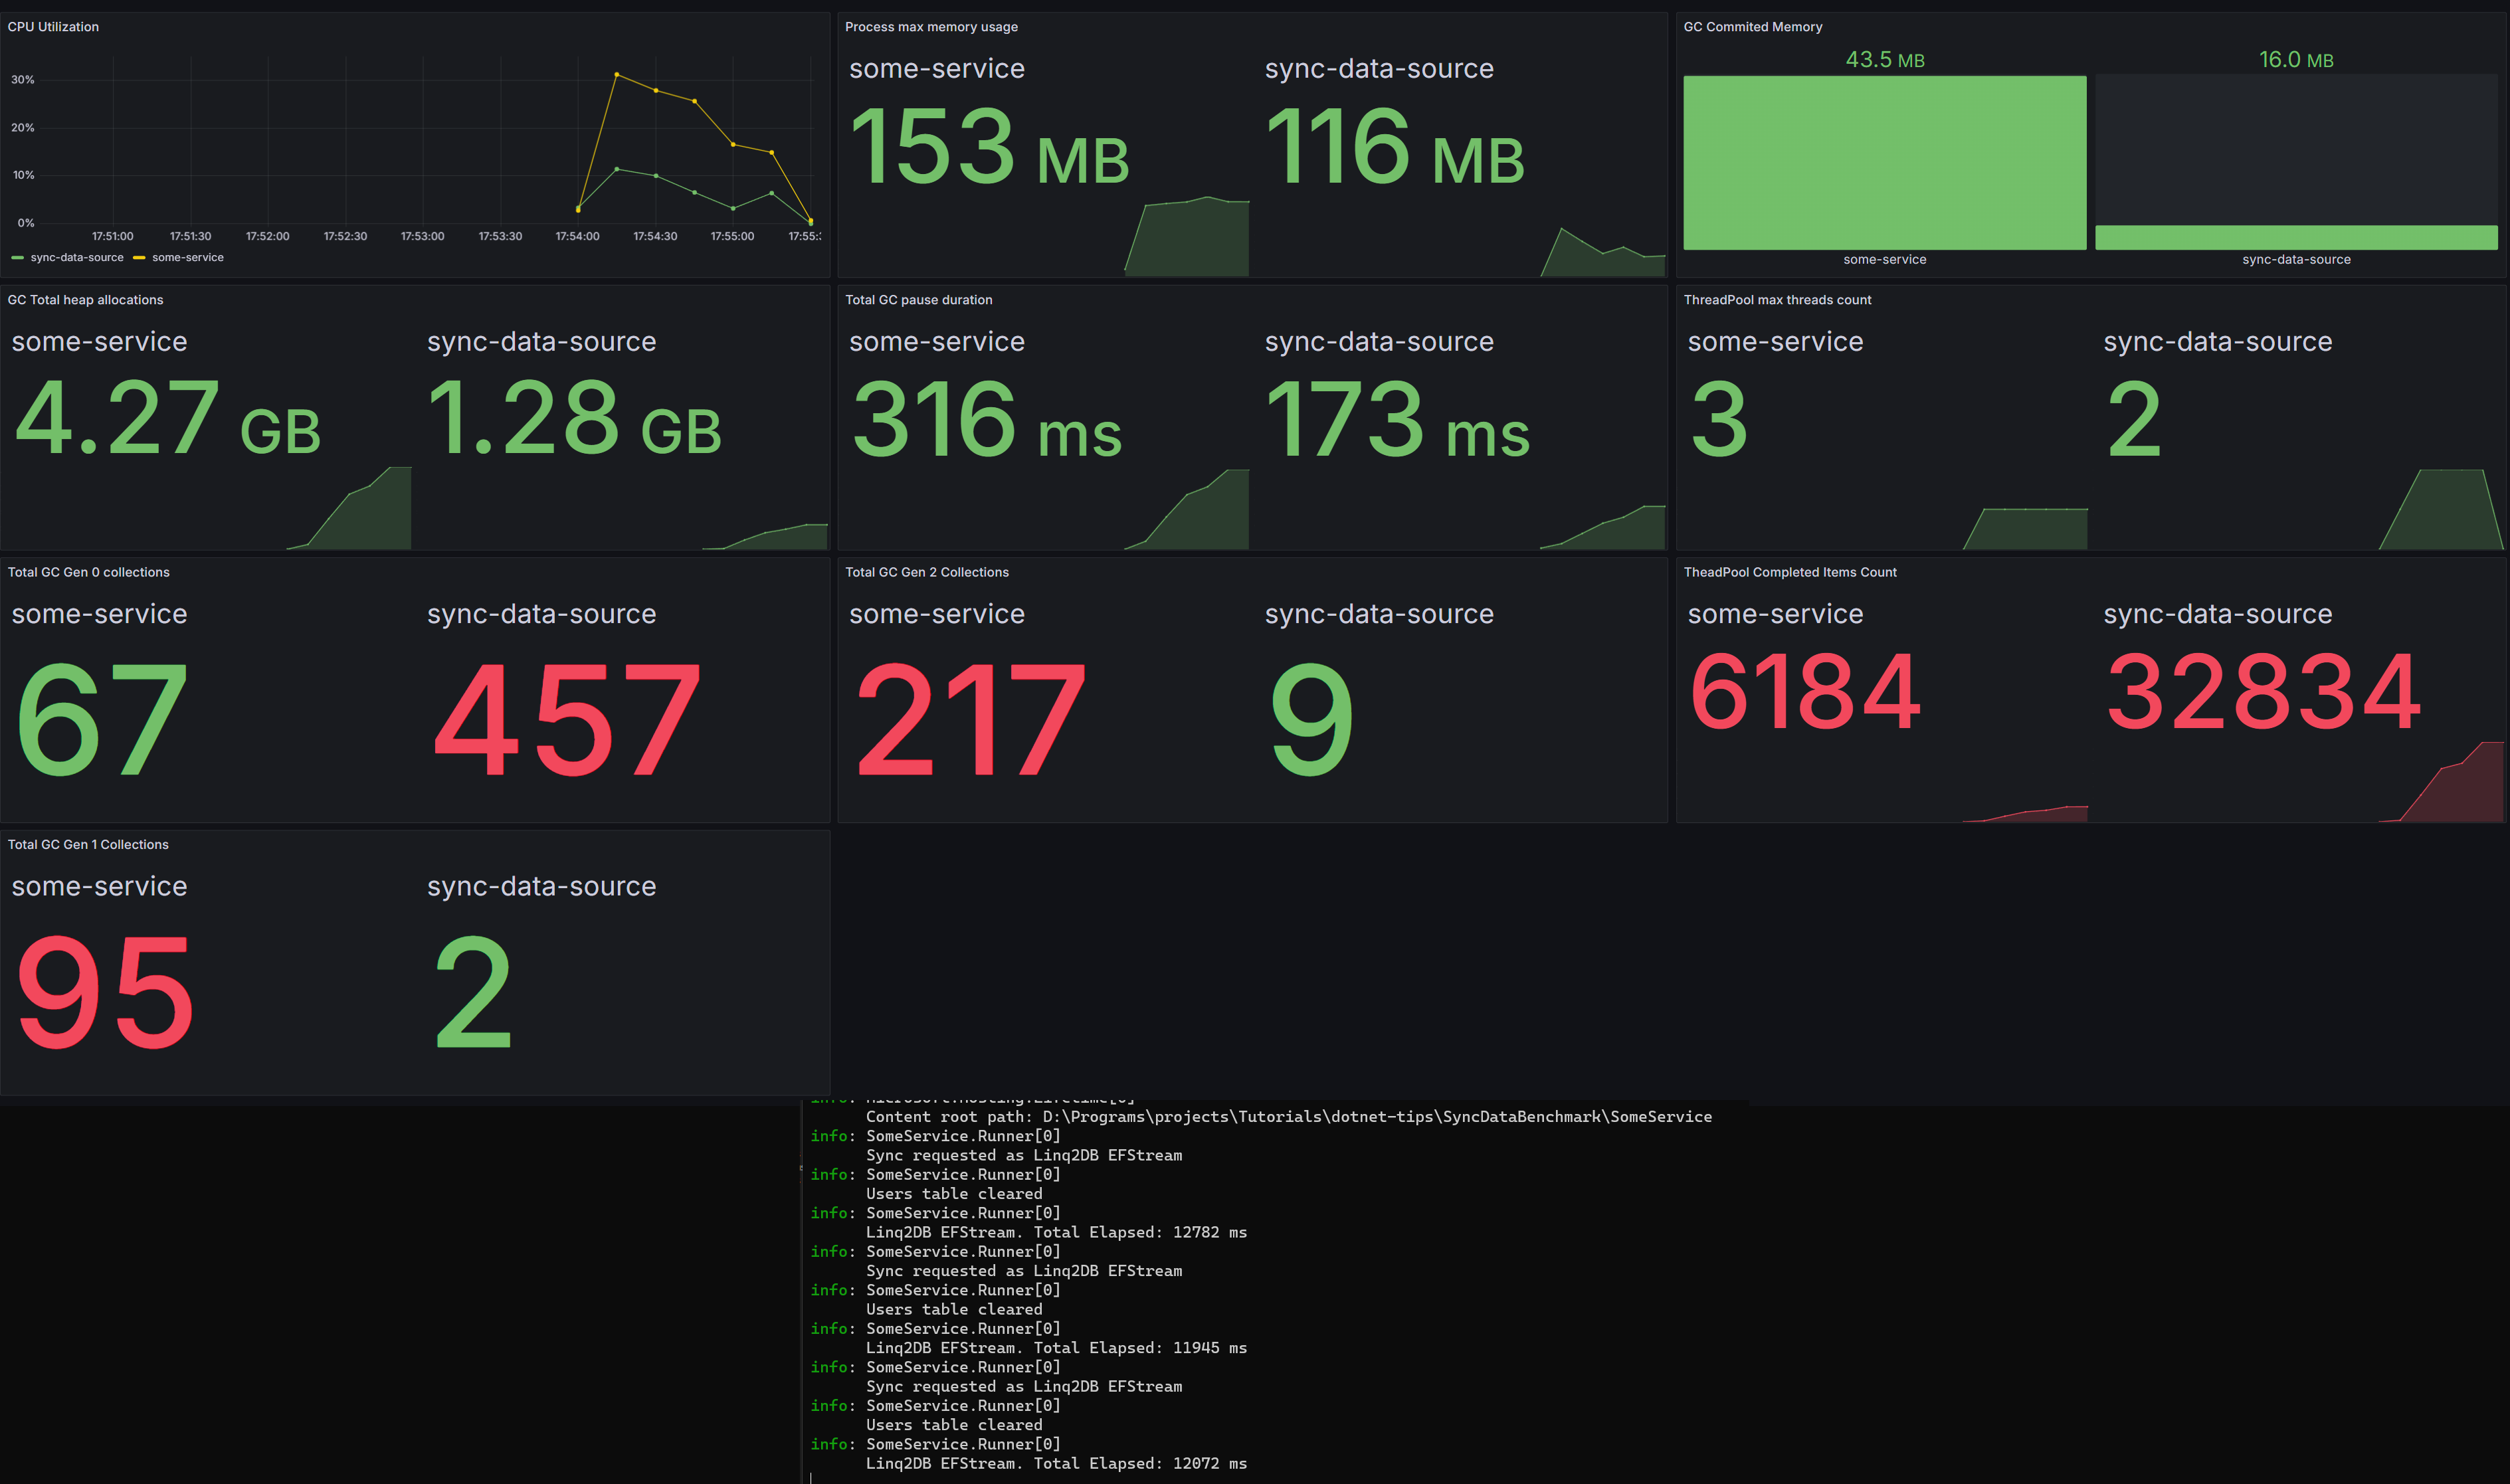 CPU Utilization
30%
20%
10%
0%
17:51:00 17:51:30 17:52:00 17:52:30 17:53:00 17:53:30 17:54:00 17:54:30 17:55:00 17:55:
sync-data-source some-service
Process max memory usage
some-service sync-data-source
153 MB 116 MB
GC Commited Memory
43.5 MB 16.0 MB
some-service sync-data-source
GC Total heap allocations
some-service sync-data-source
4.27 GB 1.28 GB
Total GC pause duration
some-service sync-data-source
316 ms 173 ms
ThreadPool max threads count
some-service sync-data-source
3 2
Total GC Gen 0 collections
some-service sync-data-source
67 457
Total GC Gen 2 Collections
some-service sync-data-source
217 9
TheadPool Completed Items Count
some-service sync-data-source
6184 32834
Total GC Gen 1 Collections
some-service sync-data-source
95 2
info: Microsoft.Hosting.Lifetime[0]
Content root path: D:\Programs\projects\Tutorials\dotnet-tips\SyncDataBenchmark\SomeService
info: SomeService.Runner[0]
Sync requested as Linq2DB EFStream
info: SomeService.Runner[0]
Users table cleared
info: SomeService.Runner[0]
Linq2DB EFStream. Total Elapsed: 12782 ms
info: SomeService.Runner[0]
Sync requested as Linq2DB EFStream
info: SomeService.Runner[0]
Users table cleared
info: SomeService.Runner[0]
Linq2DB EFStream. Total Elapsed: 11945 ms
info: SomeService.Runner[0]
Sync requested as Linq2DB EFStream
info: SomeService.Runner[0]
Users table cleared
info: SomeService.Runner[0]
Linq2DB EFStream. Total Elapsed: 12072 ms